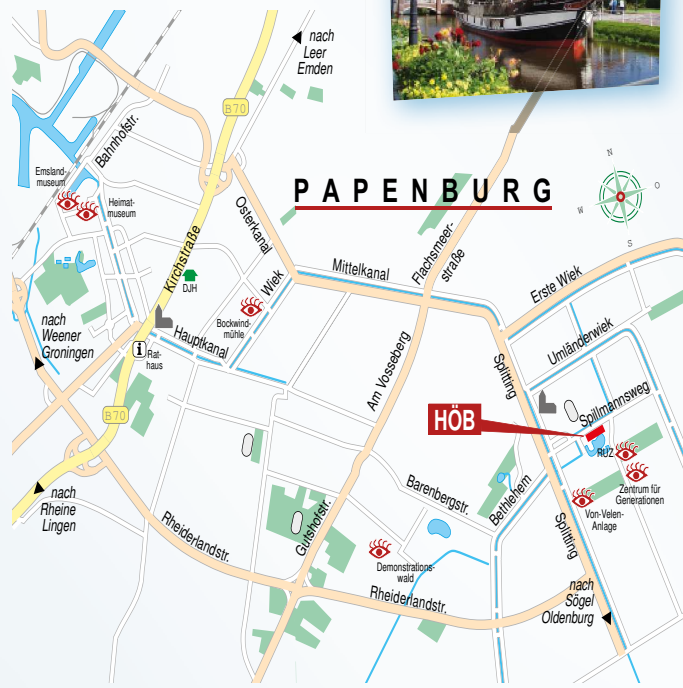 nach
Leer
Emden
B70
Bahnhofstr.
Emsland-
museum
Heimat-
museum
PAPENBURG
N
O
W
S
Osterkanal
Kirchstraße
DJH
Wiek
Mittelkanal
Flachsmeer-
straße
Erste Wiek
Bockwind-
mühle
Hauptkanal
nach
Weener
Groningen
i
Rat-
haus
Umländerwiek
Am Vosseberg
Splitting
Spillmannsweg
HÖB
B70
RUZ
Zentrum für
Generationen
Von-Velen-
Anlage
nach
Rheine
Lingen
Barenbergstr.
Bethlehem
Splitting
Rheiderlandstr.
Gutshofstr.
Demonstrations-
wald
Rheiderlandstr.
nach
Sögel
Oldenburg